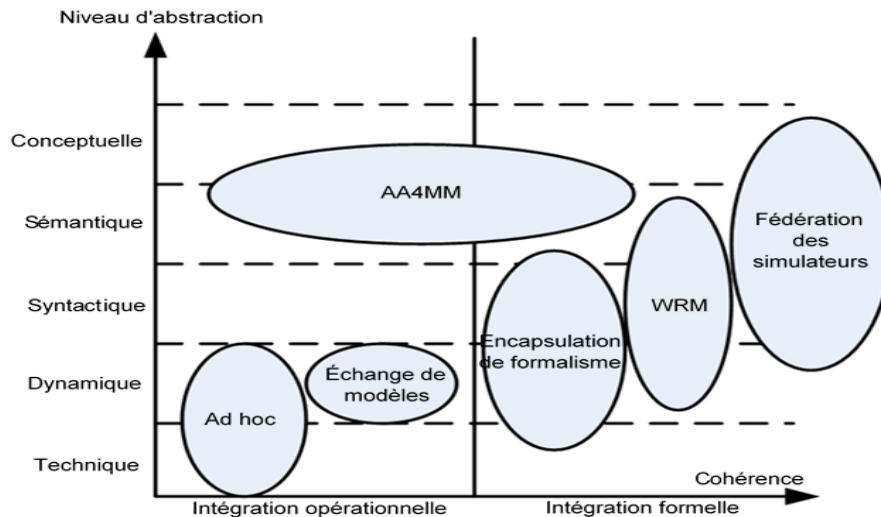 Niveau d'abstraction
Conceptuelle
AA4MM
Sémantique
Fédération
des
simulateurs
Syntactique
WRM
Encapsulation
de formalisme
Échange de
modèles
Dynamique
Ad hoc
Technique
Cohérence
Intégration opérationnelle
Intégration formelle